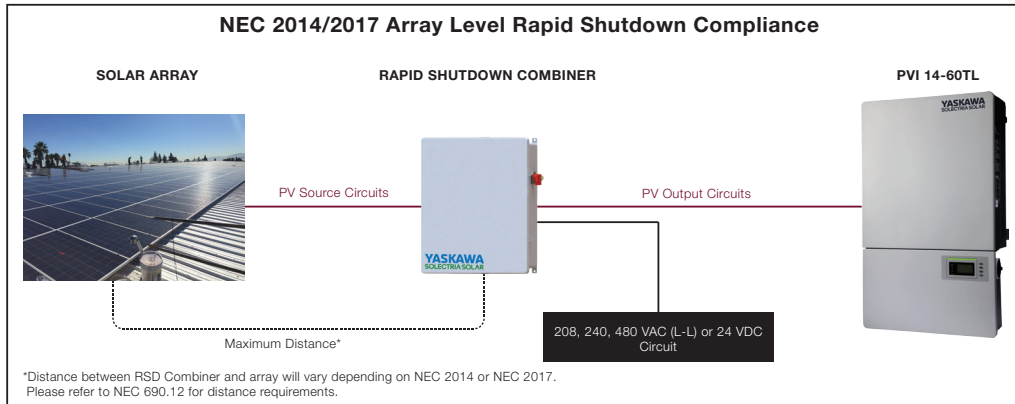 NEC 2014/2017 Array Level Rapid Shutdown Compliance
SOLAR ARRAY
RAPID SHUTDOWN COMBINER
PVI 14-60TL
YASKAWA
SOLECTRIA SOLAR
PV Source Circuits
PV Output Circuits
YASKAWA
SOLECTRIA SOLAR
208, 240, 480 VAC (L-L) or 24 VDC
Circuit
Maximum Distance*
*Distance between RSD Combiner and array will vary depending on NEC 2014 or NEC 2017.
Please refer to NEC 690.12 for distance requirements.